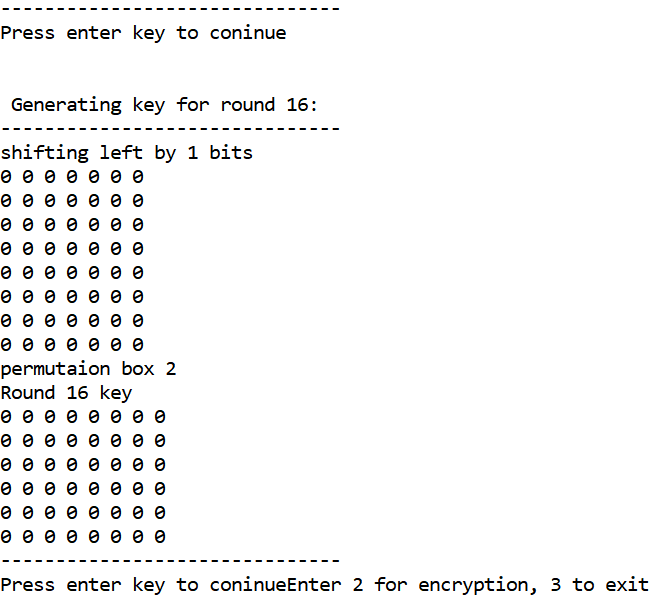 -------------------------------
Press enter key to coninue
Generating key for round 16:
-------------------------------
shifting left by 1 bits
0 0 0 0 0 0 0
0 0 0 0 0 0 0
0 0 0 0 0 0 0
0 0 0 0 0 0 0
0 0 0 0 0 0 0
0 0 0 0 0 0 0
0 0 0 0 0 0 0
0 0 0 0 0 0 0
permutaion box 2
Round 16 key
0 0 0 0 0 0 0 0
0 0 0 0 0 0 0 0
0 0 0 0 0 0 0 0
0 0 0 0 0 0 0 0
0 0 0 0 0 0 0 0
0 0 0 0 0 0 0 0
-------------------------------
Press enter key to coninueEnter 2 for encryption, 3 to exit